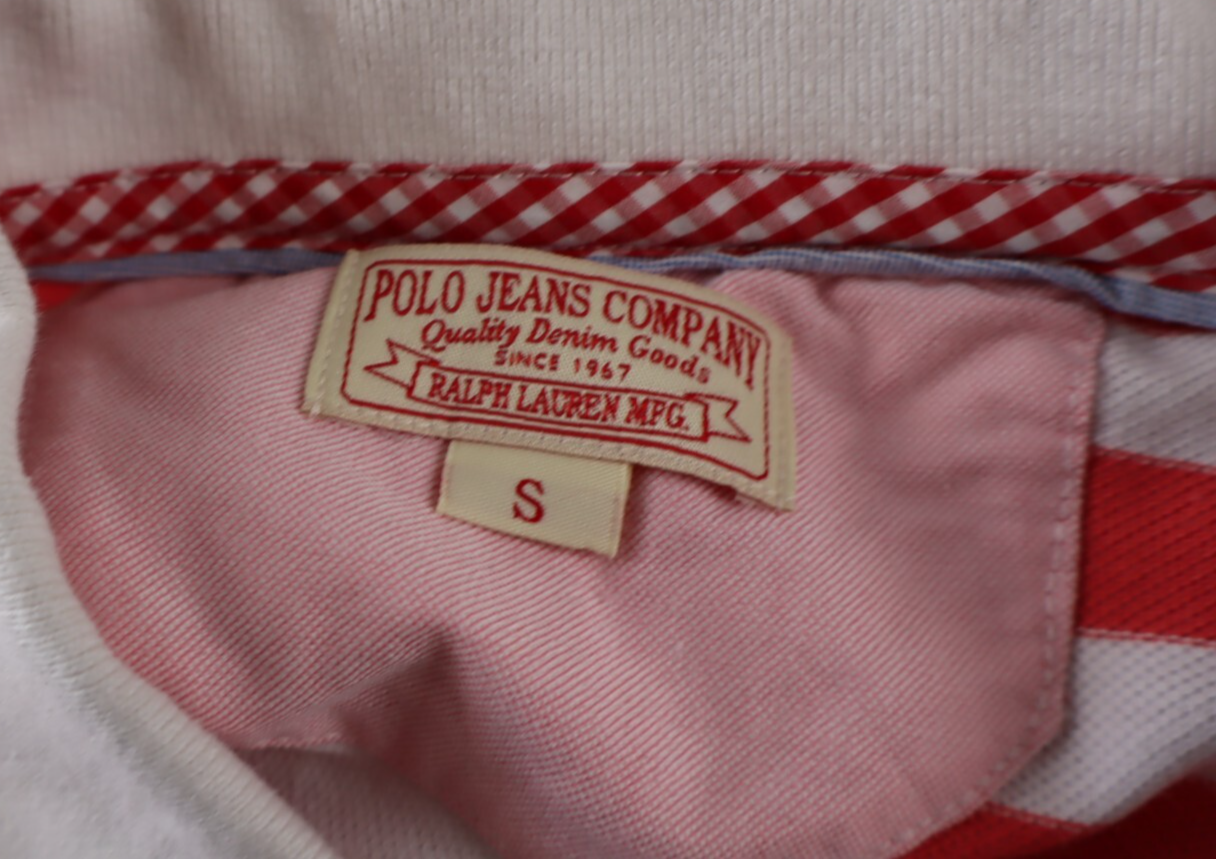 POLO JEANS COMPANY
Quality Denim Goods
SINCE 1967
RALPH LAUREN MFG.
S